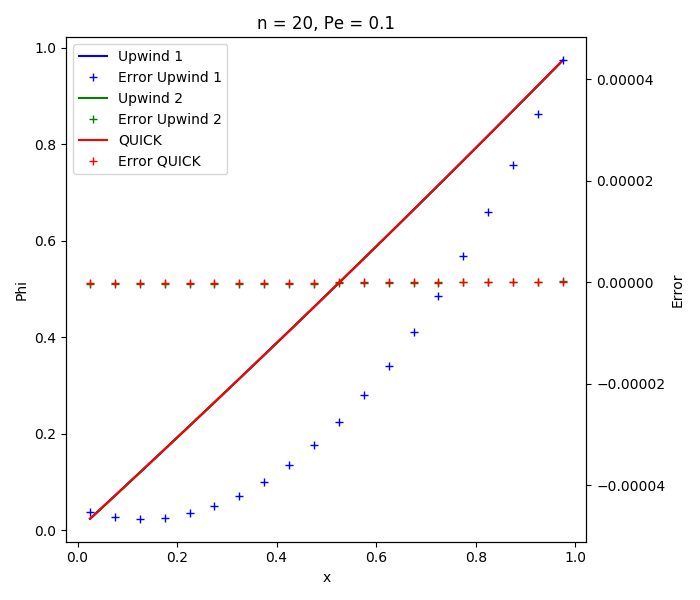 n = 20, Pe = 0.1
Upwind 1
Error Upwind 1
Upwind 2
Error Upwind 2
QUICK
Error QUICK
1.0
0.8
0.6
0.4
0.2
0.0
Phi
0.00004
0.00002
0.00000
−0.00002
−0.00004
Error
0.0 0.2 0.4 0.6 0.8 1.0
x